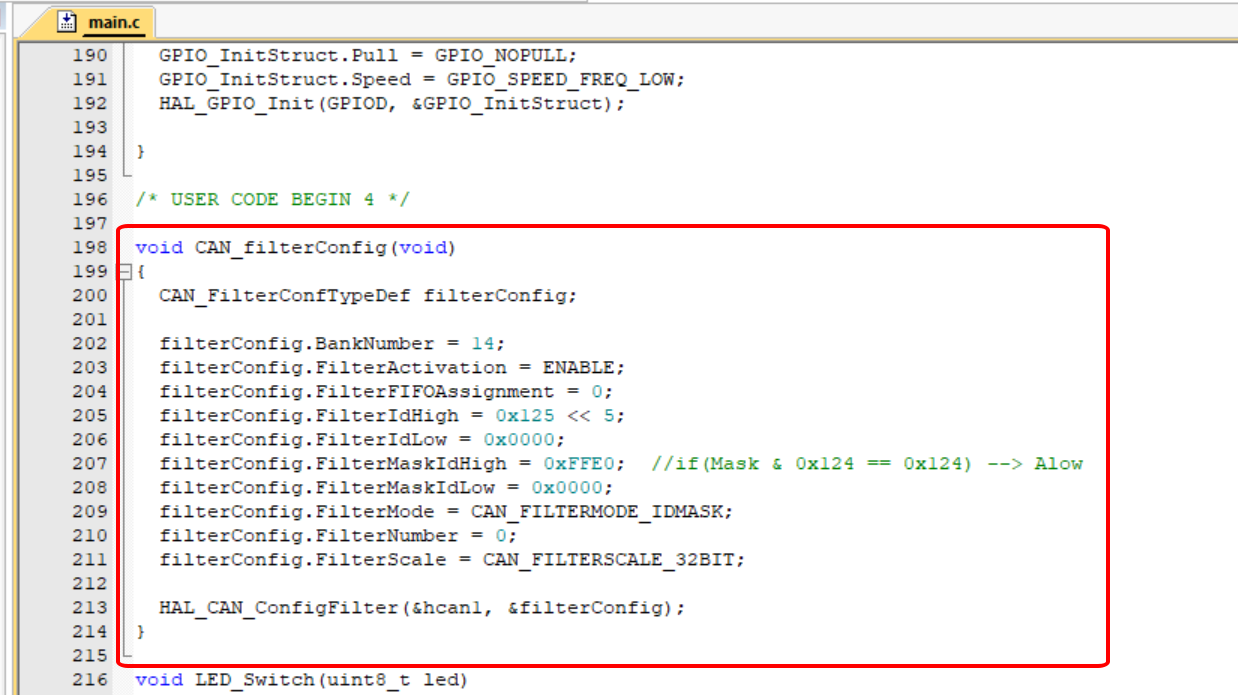 main.c
190 GPIO_InitStruct.Pull = GPIO_NOPULL;
191 GPIO_InitStruct.Speed = GPIO_SPEED_FREQ_LOW;
192 HAL_GPIO_Init(GPIOD, &GPIO_InitStruct);
193
194 }
195
196 /* USER CODE BEGIN 4 */
197
198 void CAN_filterConfig(void)
199 {
200 CAN_FilterConfTypeDef filterConfig;
201
202 filterConfig.BankNumber = 14;
203 filterConfig.FilterActivation = ENABLE;
204 filterConfig.FilterFIFOAssignment = 0;
205 filterConfig.FilterIdHigh = 0x125 << 5;
206 filterConfig.FilterIdLow = 0x0000;
207 filterConfig.FilterMaskIdHigh = 0xFFE0; //if(Mask & 0x124 == 0x124) --> Alow
208 filterConfig.FilterMaskIdLow = 0x0000;
209 filterConfig.FilterMode = CAN_FILTERMODE_IDMASK;
210 filterConfig.FilterNumber = 0;
211 filterConfig.FilterScale = CAN_FILTERSCALE_32BIT;
212
213 HAL_CAN_ConfigFilter(&hcan1, &filterConfig);
214 }
215
216 void LED_Switch(uint8_t led)